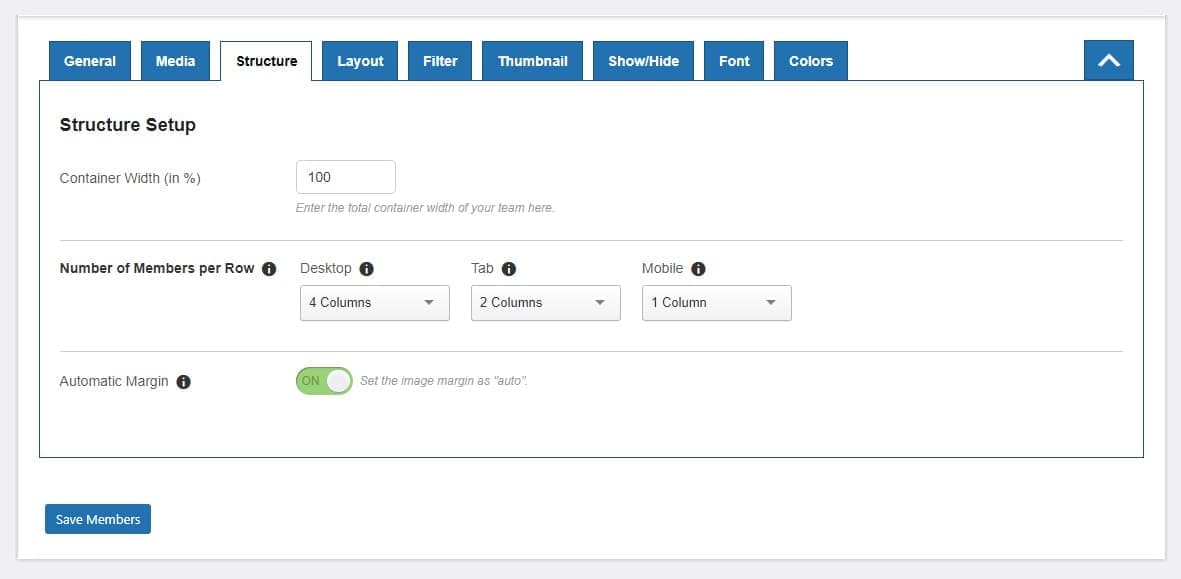 General Media Structure Layout Filter Thumbnail Show/Hide Font Colors
Structure Setup
Container Width (in %) 100
Enter the total container width of your team here.
Number of Members per Row Desktop Tab Mobile
4 Columns 2 Columns 1 Column
Automatic Margin ON Set the image margin as "auto".
Save Members